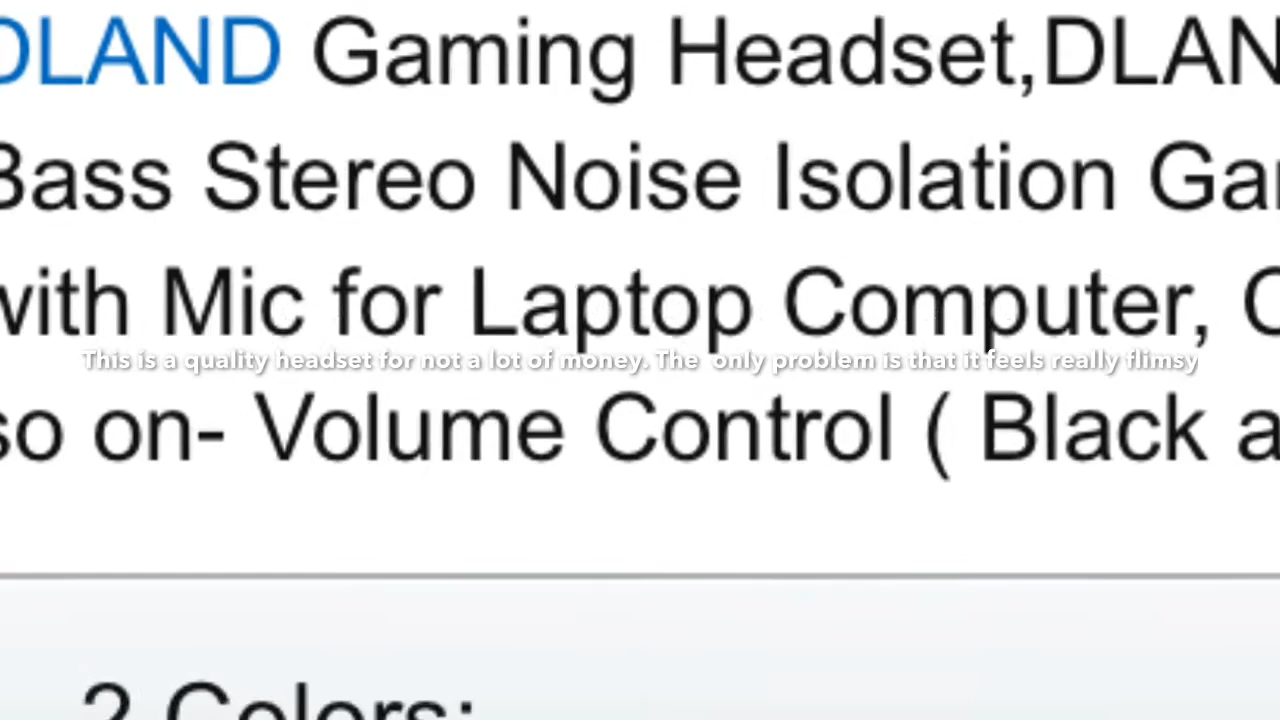 DLAND Gaming Headset,DLAN
Bass Stereo Noise Isolation Gar
with Mic for Laptop Computer,
This is a quality headset for not a lot of money. The only problem is that it feels really flimsy
so on- Volume Control ( Black a
2 Colors: